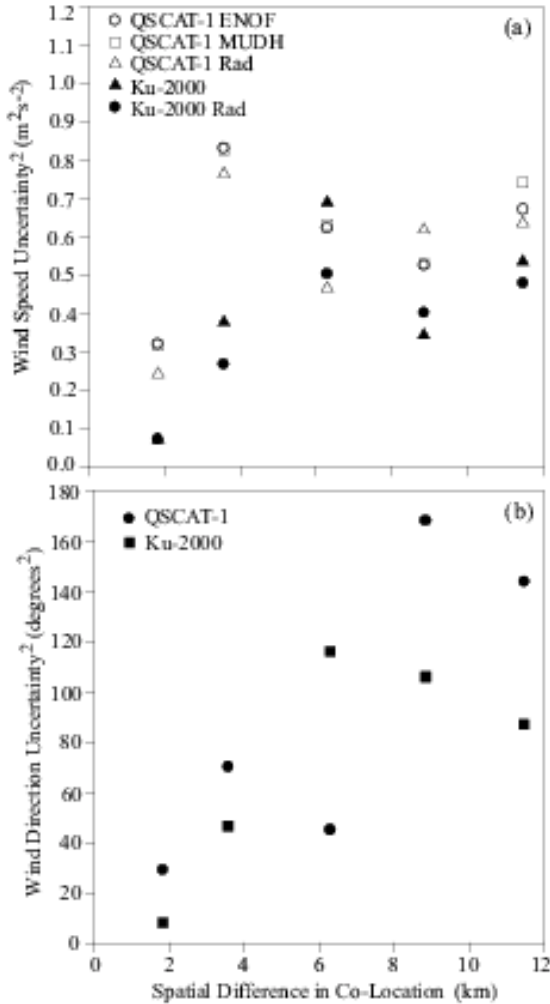 1.2
1.1
1.0
0.9
0.8
0.7
0.6
0.5
0.4
0.3
0.2
0.1
0.0
Wind Speed Uncertainty² (m²s⁻²)
(a)
QSCAT-1 ENOF
QSCAT-1 MUDH
QSCAT-1 Rad
Ku-2000
Ku-2000 Rad
180
160
140
120
100
80
60
40
20
0
Wind Direction Uncertainty² (degrees²)
(b)
QSCAT-1
Ku-2000
0 2 4 6 8 10 12
Spatial Difference in Co-Location (km)